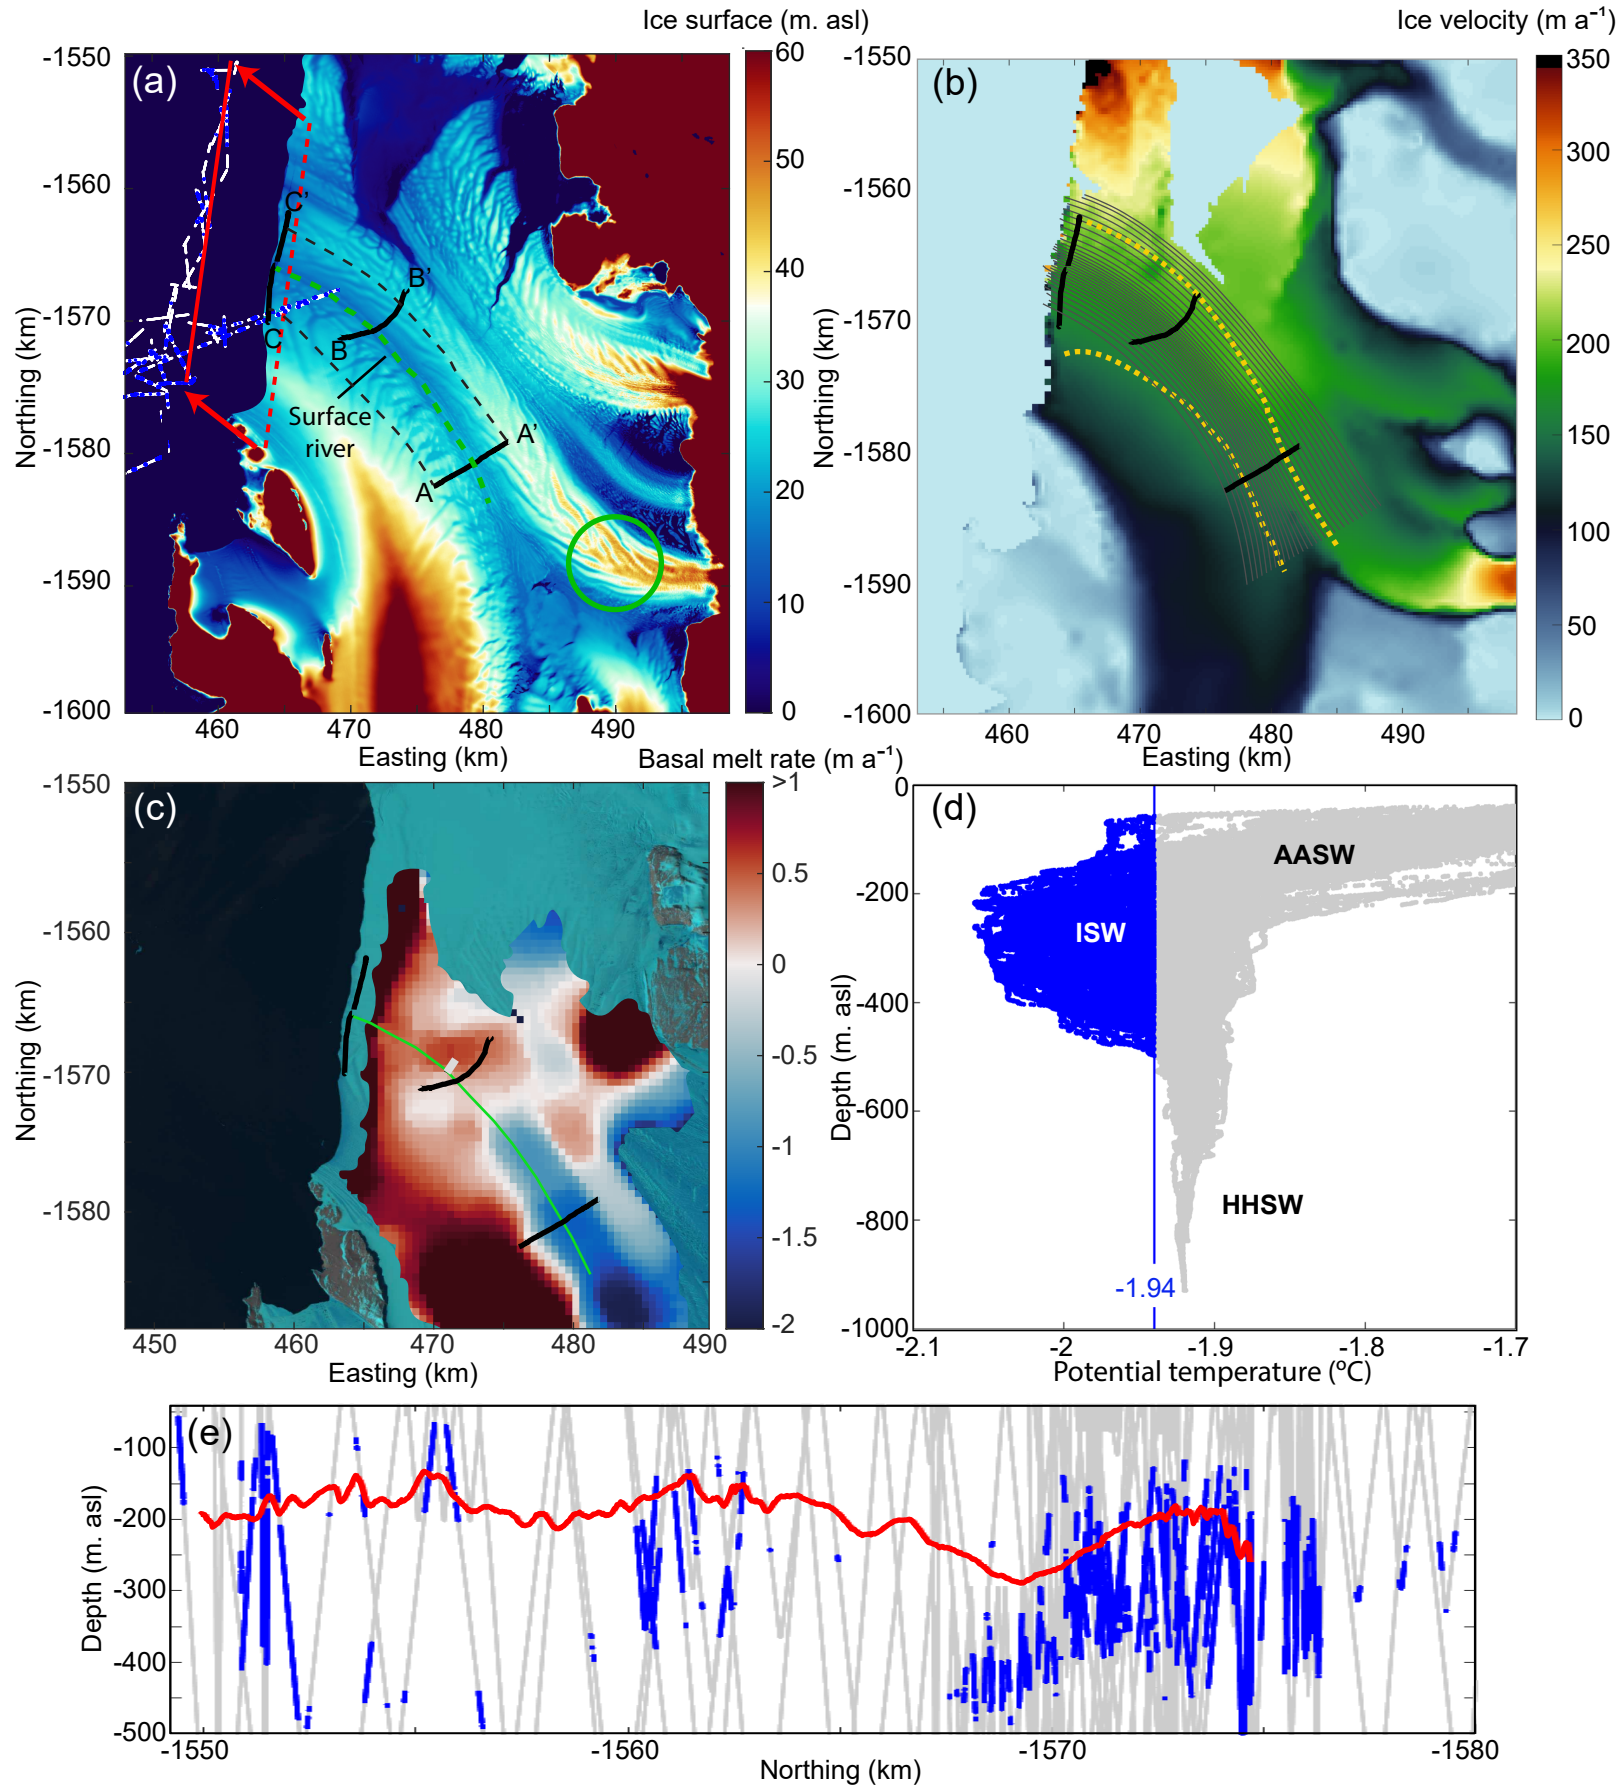 Ice surface (m. asl)
(a)
-1550
-1560
-1570
-1580
-1590
-1600
Northing (km)
460
470
480
490
Easting (km)
60
50
40
30
20
10
0
C'
C
B'
B
A'
A
Surface
river
Ice velocity (m a⁻¹)
(b)
-1550
-1560
-1570
-1580
-1590
-1600
Northing (km)
460
470
480
490
Easting (km)
350
300
250
200
150
100
50
0
Basal melt rate (m a⁻¹)
(c)
-1550
-1560
-1570
-1580
Northing (km)
450
460
470
480
490
Easting (km)
>1
0.5
0
-0.5
-1
-1.5
-2
(d)
0
-200
-400
-600
-800
-1000
Depth (m. asl)
AASW
ISW
HHSW
-1.94
-2.1
-2
-1.9
-1.8
-1.7
Potential temperature (°C)
(e)
-100
-200
-300
-400
-500
Depth (m. asl)
-1550
-1560
-1570
-1580
Northing (km)